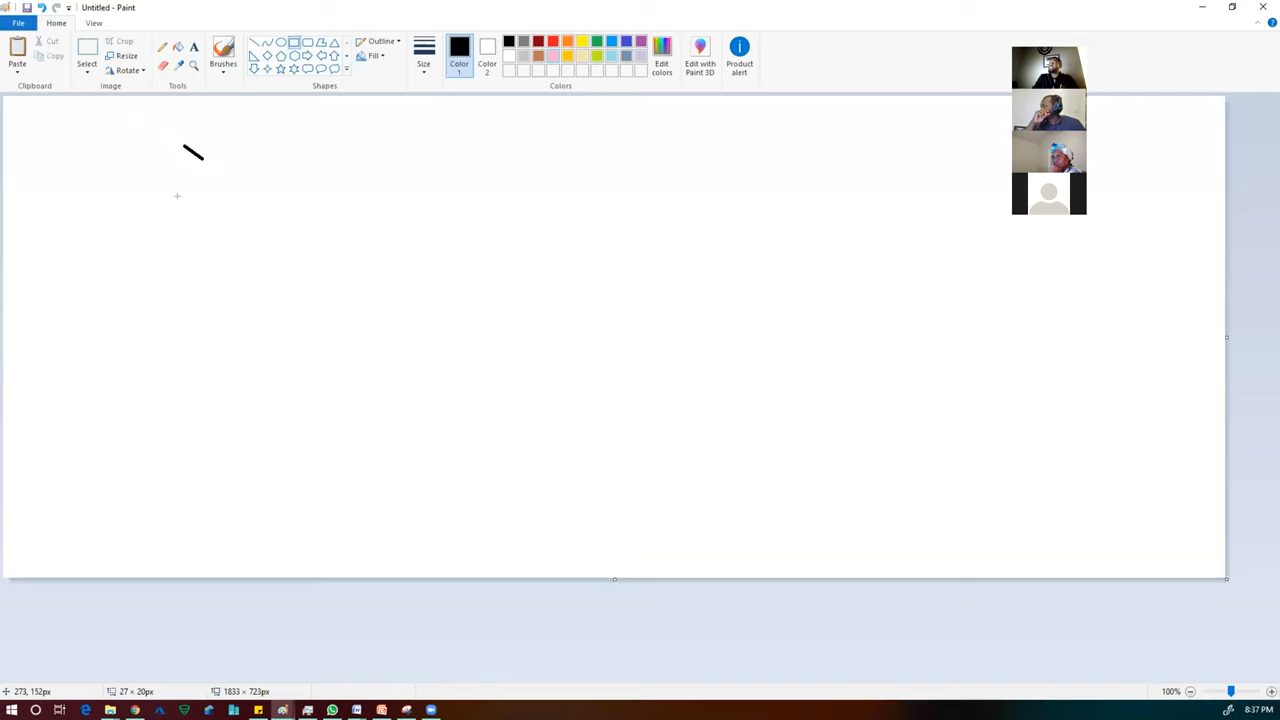 Untitled - Paint
File Home View
Paste
Cut
Copy
Clipboard
Select
Crop
Resize
Rotate
Image
Tools
Brushes
Outline
Fill
Shapes
Size
Color 1
Color 2
Edit colors
Colors
Edit with Paint 3D
Product alert
273, 152px
27 × 20px
1833 × 723px
100%
8:37 PM